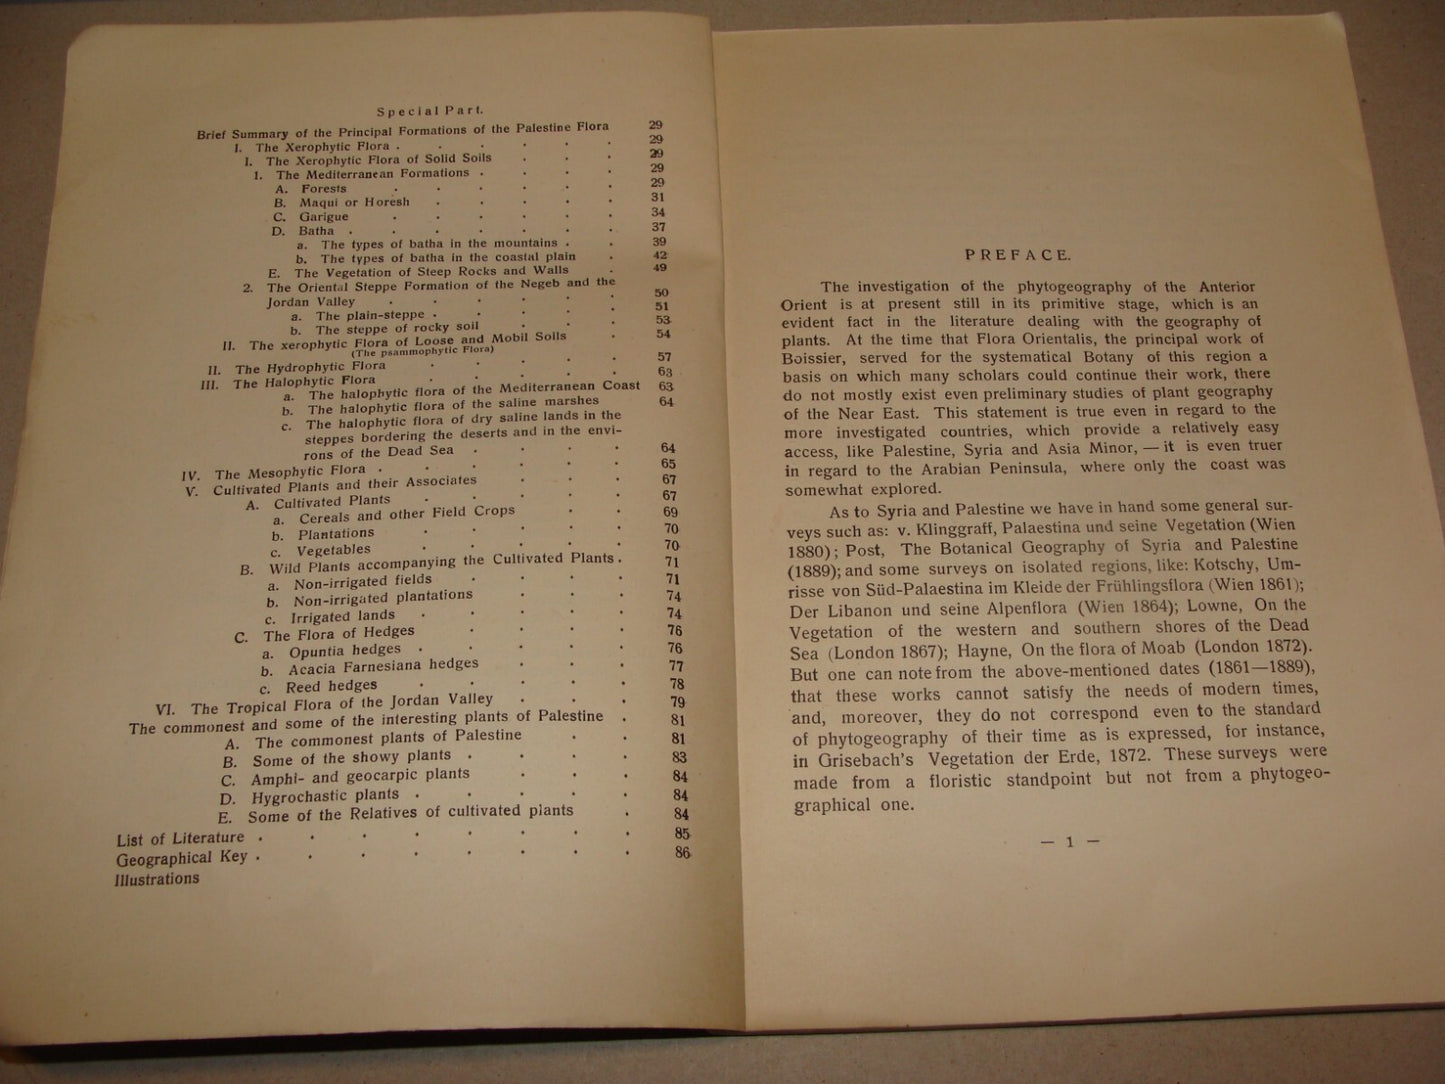 Special Part.
Brief Summary of the Principal Formations of the Palestine Flora 29
I. The Xerophytic Flora . . . . . . 29
I. The Xerophytic Flora of Solid Soils . . . 29
1. The Mediterranean Formations . . . . 29
A. Forests . . . . . . 29
B. Maqui or Horesh . . . . . 31
C. Garigue . . . . . . 34
D. Batha . . . . . . . 37
a. The types of batha in the mountains . . 39
b. The types of batha in the coastal plain . 42
E. The Vegetation of Steep Rocks and Walls . 49
2. The Oriental Steppe Formation of the Negeb and the
Jordan Valley . . . . . . 50
a. The plain-steppe . . . . . 51
b. The steppe of rocky soil . . . 53
II. The xerophytic Flora of Loose and Mobil Soils . 54
(The psammophytic Flora)
II. The Hydrophytic Flora . . . . . 57
III. The Halophytic Flora . . . . . 63
a. The halophytic flora of the Mediterranean Coast 63
b. The halophytic flora of the saline marshes 64
c. The halophytic flora of dry saline lands in the
steppes bordering the deserts and in the envi-
rons of the Dead Sea . . . . 64
IV. The Mesophytic Flora . . . . . . 65
V. Cultivated Plants and their Associates . . . 67
A. Cultivated Plants . . . . . 67
a. Cereals and other Field Crops . . 69
b. Plantations . . . . . 70
c. Vegetables . . . . . 70
B. Wild Plants accompanying the Cultivated Plants . 71
a. Non-irrigated fields . . . . 71
b. Non-irrigated plantations . . . 74
c. Irrigated lands . . . . 74
C. The Flora of Hedges . . . . 76
a. Opuntia hedges . . . . . 76
b. Acacia Farnesiana hedges . . . 77
c. Reed hedges . . . . . 78
VI. The Tropical Flora of the Jordan Valley . . . 79
The commonest and some of the interesting plants of Palestine . 81
A. The commonest plants of Palestine . . 81
B. Some of the showy plants . . . . 83
C. Amphi- and geocarpic plants . . . 84
D. Hygrochastic plants . . . . . 84
E. Some of the Relatives of cultivated plants . 84
List of Literature . . . . . . . . 85
Geographical Key . . . . . . . . 86
Illustrations
PREFACE.
The investigation of the phytogeography of the Anterior
Orient is at present still in its primitive stage, which is an
evident fact in the literature dealing with the geography of
plants. At the time that Flora Orientalis, the principal work of
Boissier, served for the systematical Botany of this region a
basis on which many scholars could continue their work, there
do not mostly exist even preliminary studies of plant geography
of the Near East. This statement is true even in regard to the
more investigated countries, which provide a relatively easy
access, like Palestine, Syria and Asia Minor, — it is even truer
in regard to the Arabian Peninsula, where only the coast was
somewhat explored.
As to Syria and Palestine we have in hand some general sur-
veys such as: v. Klinggraff, Palaestina und seine Vegetation (Wien
1880); Post, The Botanical Geography of Syria and Palestine
(1889); and some surveys on isolated regions, like: Kotschy, Um-
risse von Süd-Palaestina im Kleide der Frühlingsflora (Wien 1861);
Der Libanon und seine Alpenflora (Wien 1864); Lowne, On the
Vegetation of the western and southern shores of the Dead
Sea (London 1867); Hayne, On the flora of Moab (London 1872).
But one can note from the above-mentioned dates (1861—1889),
that these works cannot satisfy the needs of modern times,
and, moreover, they do not correspond even to the standard
of phytogeography of their time as is expressed, for instance,
in Grisebach's Vegetation der Erde, 1872. These surveys were
made from a floristic standpoint but not from a phytogeo-
graphical one.
— 1 —